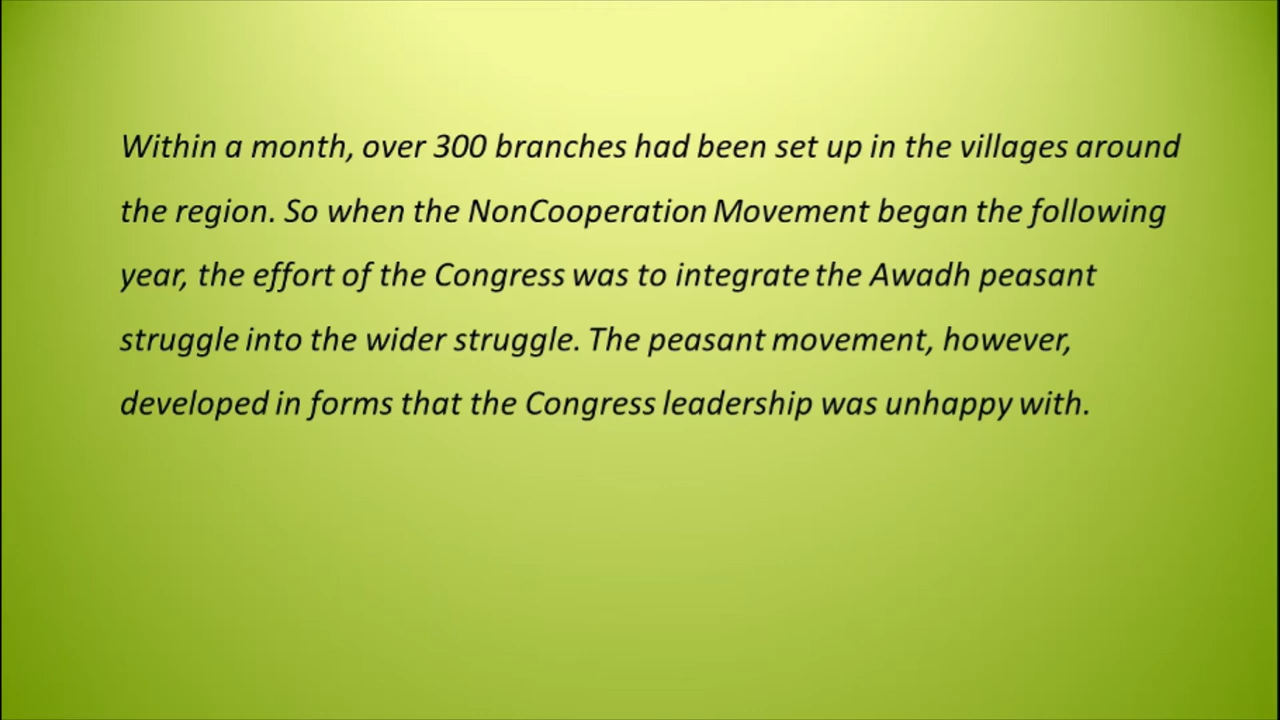 Within a month, over 300 branches had been set up in the villages around
the region. So when the NonCooperation Movement began the following
year, the effort of the Congress was to integrate the Awadh peasant
struggle into the wider struggle. The peasant movement, however,
developed in forms that the Congress leadership was unhappy with.